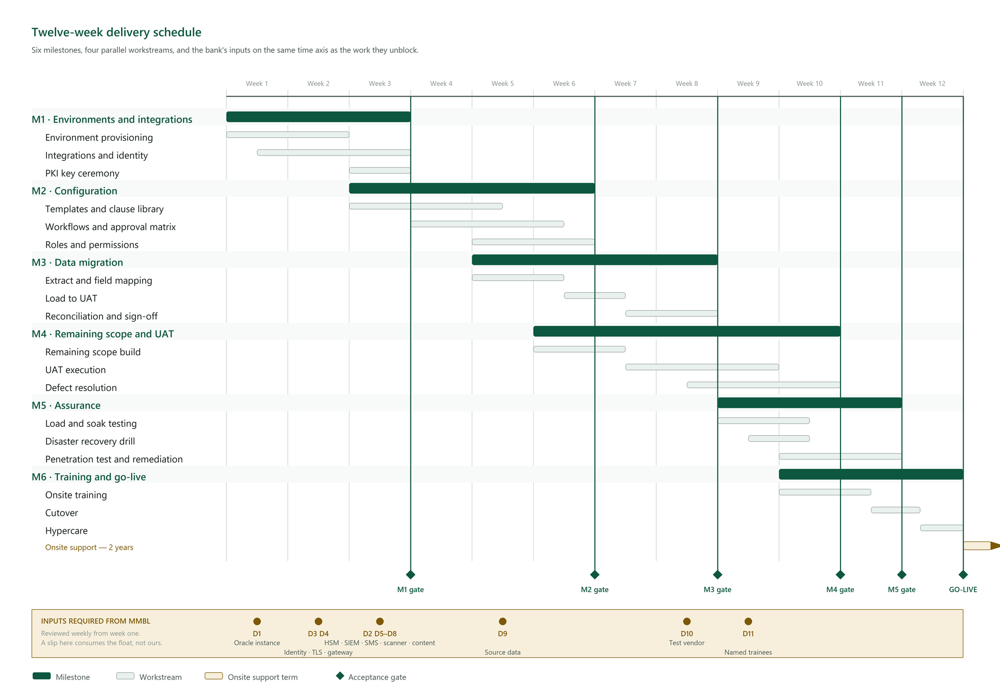 Twelve-week delivery schedule
Six milestones, four parallel workstreams, and the bank's inputs on the same time axis as the work they unblock.
Week 1 Week 2 Week 3 Week 4 Week 5 Week 6 Week 7 Week 8 Week 9 Week 10 Week 11 Week 12
M1 · Environments and integrations
Environment provisioning
Integrations and identity
PKI key ceremony
M2 · Configuration
Templates and clause library
Workflows and approval matrix
Roles and permissions
M3 · Data migration
Extract and field mapping
Load to UAT
Reconciliation and sign-off
M4 · Remaining scope and UAT
Remaining scope build
UAT execution
Defect resolution
M5 · Assurance
Load and soak testing
Disaster recovery drill
Penetration test and remediation
M6 · Training and go-live
Onsite training
Cutover
Hypercare
Onsite support — 2 years
M1 gate M2 gate M3 gate M4 gate M5 gate GO-LIVE
INPUTS REQUIRED FROM MMBL
Reviewed weekly from week one.
A slip here consumes the float, not ours.
D1 D3 D4 D2 D5–D8 D9 D10 D11
Oracle instance HSM · SIEM · SMS · scanner · content Test vendor
Identity · TLS · gateway Source data Named trainees
Milestone Workstream Onsite support term Acceptance gate